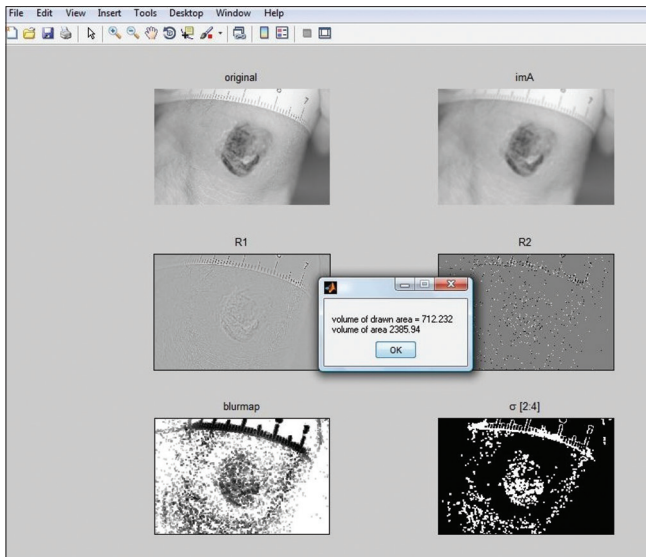 File Edit View Insert Tools Desktop Window Help
original
imA
R1
R2
volume of drawn area = 712.232
volume of area 2385.94
OK
blurmap
σ [2:4]